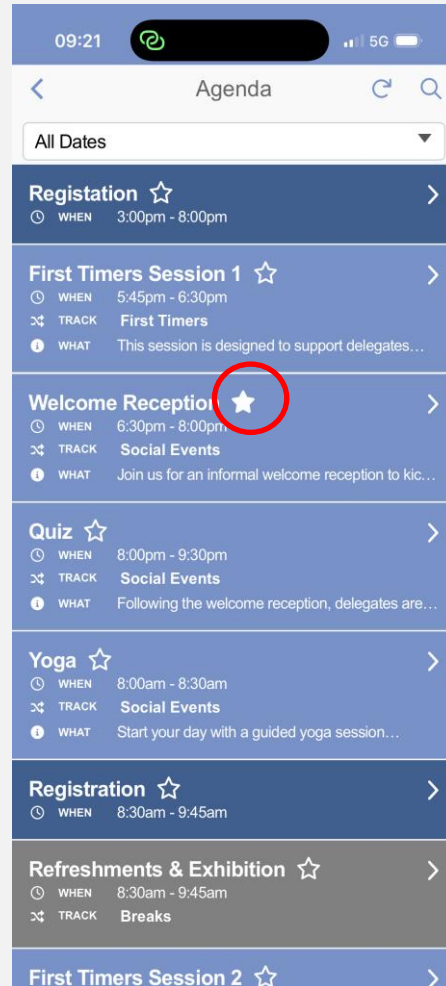 09:21 5G
Agenda
All Dates
Registation
WHEN 3:00pm - 8:00pm
First Timers Session 1
WHEN 5:45pm - 6:30pm
TRACK First Timers
WHAT This session is designed to support delegates...
Welcome Reception
WHEN 6:30pm - 8:00pm
TRACK Social Events
WHAT Join us for an informal welcome reception to kic...
Quiz
WHEN 8:00pm - 9:30pm
TRACK Social Events
WHAT Following the welcome reception, delegates are...
Yoga
WHEN 8:00am - 8:30am
TRACK Social Events
WHAT Start your day with a guided yoga session...
Registration
WHEN 8:30am - 9:45am
Refreshments & Exhibition
WHEN 8:30am - 9:45am
TRACK Breaks
First Timers Session 2